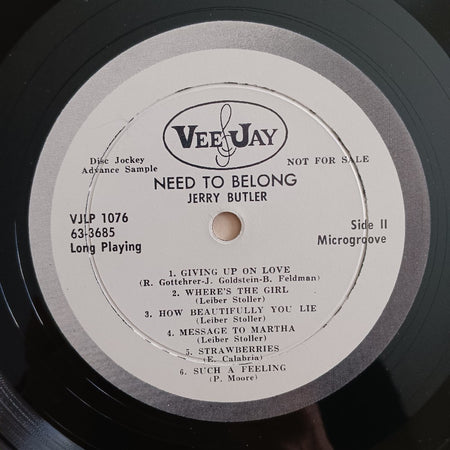 VEE JAY
Disc Jockey
Advance Sample
NOT FOR SALE
NEED TO BELONG
JERRY BUTLER
VJLP 1076
63-3685
Long Playing
Side II
Microgroove
1. GIVING UP ON LOVE
(R. Gottehrer-J. Goldstein-B. Feldman)
2. WHERE'S THE GIRL
(Leiber Stoller)
3. HOW BEAUTIFULLY YOU LIE
(Leiber Stoller)
4. MESSAGE TO MARTHA
(Leiber Stoller)
5. STRAWBERRIES
(E. Calabria)
6. SUCH A FEELING
(P. Moore)